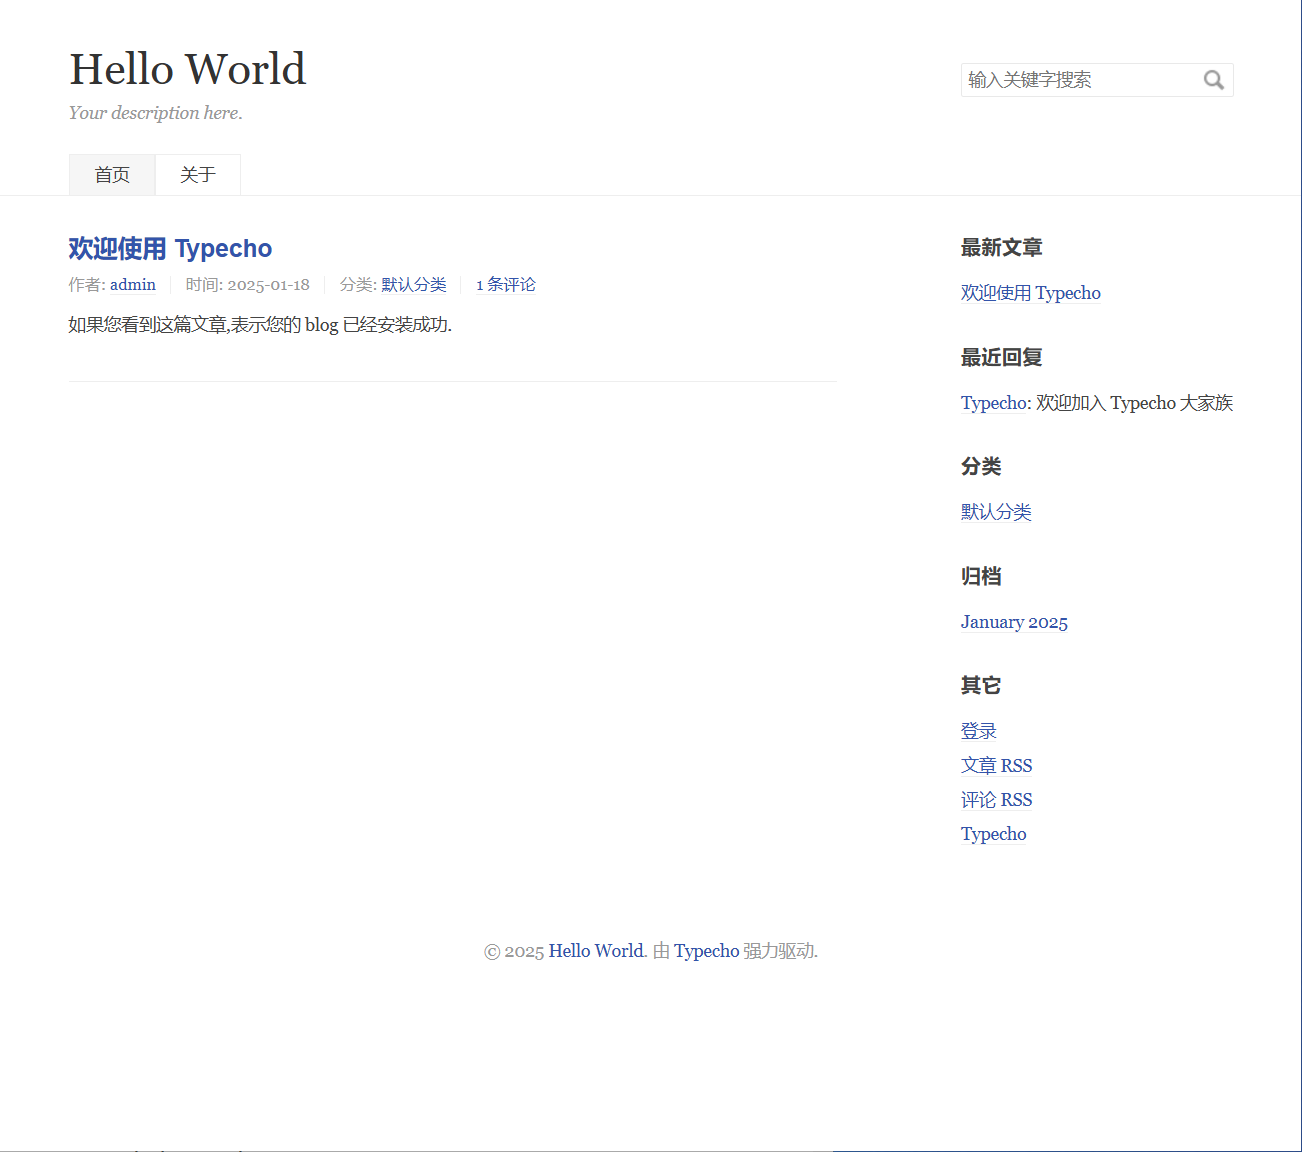 Hello World
Your description here.
输入关键字搜索
首页
关于
欢迎使用 Typecho
作者: admin 时间: 2025-01-18 分类: 默认分类 1 条评论
如果您看到这篇文章,表示您的 blog 已经安装成功.
最新文章
欢迎使用 Typecho
最近回复
Typecho: 欢迎加入 Typecho 大家族
分类
默认分类
归档
January 2025
其它
登录
文章 RSS
评论 RSS
Typecho
© 2025 Hello World. 由 Typecho 强力驱动.